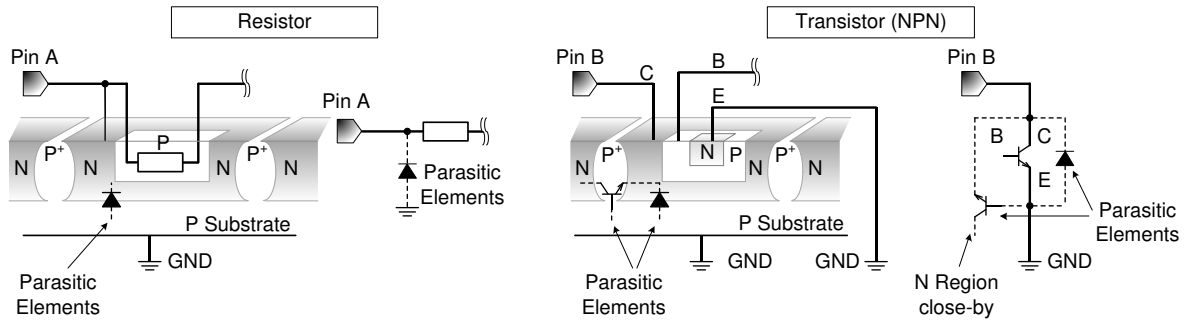 Resistor
Transistor (NPN)
Pin A
Pin B
C
B
E
Pin B
Pin A
N
P⁺
N
P
P⁺
N
Parasitic
Elements
P Substrate
GND
Parasitic
Elements
N
P⁺
N
N
P
P⁺
N
P Substrate
GND
GND
Parasitic
Elements
B
C
E
Parasitic
Elements
GND
N Region
close-by